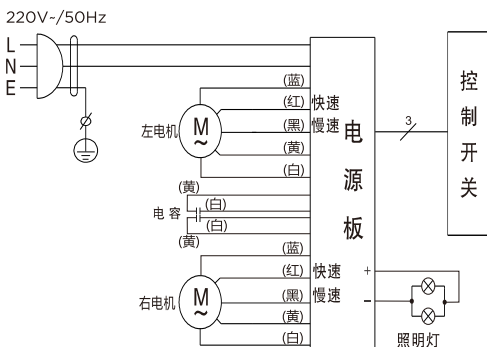 220V~/50Hz
L
N
E
(蓝)
(红) 快速
左电机 M ~ (黑) 慢速
(黄)
(白)
(黄)
(白)
电容
(白)
(黄)
电源板
3
控制开关
(蓝)
(红) 快速
右电机 M ~ (黑) 慢速
(黄)
(白)
+
−
照明灯